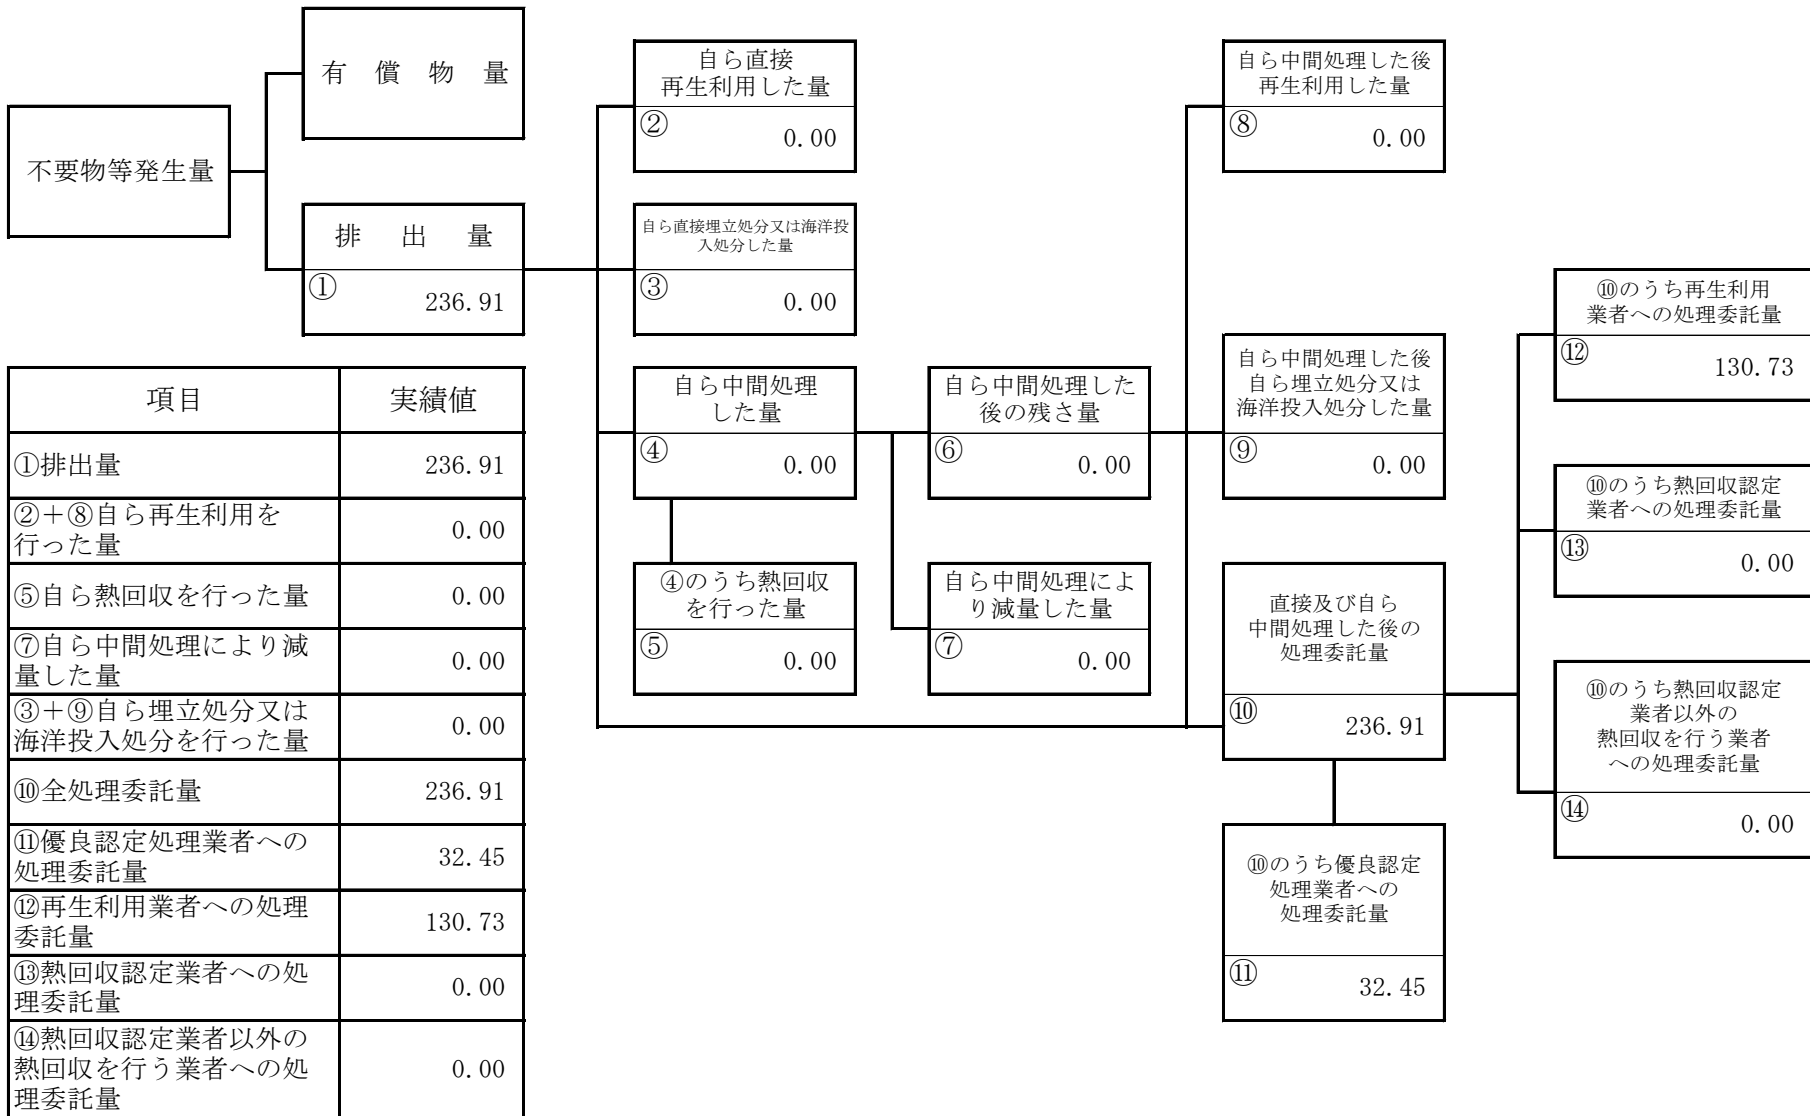 有償物量
不要物等発生量
排出量
①
236.91
自ら直接
再生利用した量
②
0.00
自ら直接埋立処分又は海洋投
入処分した量
③
0.00
自ら中間処理
した量
④
0.00
④のうち熱回収
を行った量
⑤
0.00
自ら中間処理した
後の残さ量
⑥
0.00
自ら中間処理によ
り減量した量
⑦
0.00
自ら中間処理した後
再生利用した量
⑧
0.00
自ら中間処理した後
自ら埋立処分又は
海洋投入処分した量
⑨
0.00
直接及び自ら
中間処理した後の
処理委託量
⑩
236.91
⑩のうち優良認定
処理業者への
処理委託量
⑪
32.45
⑩のうち再生利用
業者への処理委託量
⑫
130.73
⑩のうち熱回収認定
業者への処理委託量
⑬
0.00
⑩のうち熱回収認定
業者以外の
熱回収を行う業者
への処理委託量
⑭
0.00
項目 実績値
①排出量 236.91
②＋⑧自ら再生利用を
行った量 0.00
⑤自ら熱回収を行った量 0.00
⑦自ら中間処理により減
量した量 0.00
③＋⑨自ら埋立処分又は
海洋投入処分を行った量 0.00
⑩全処理委託量 236.91
⑪優良認定処理業者への
処理委託量 32.45
⑫再生利用業者への処理
委託量 130.73
⑬熱回収認定業者への処
理委託量 0.00
⑭熱回収認定業者以外の
熱回収を行う業者への処
理委託量 0.00